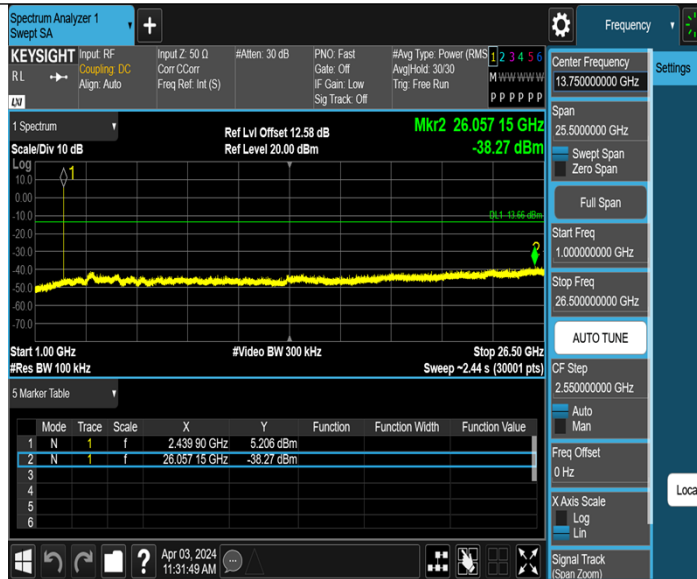 Spectrum Analyzer 1
Swept SA
+
Frequency
KEYSIGHT
RL
LXI
Input: RF
Coupling: DC
Align: Auto
Input Z: 50 Ω
Corr CCorr
Freq Ref: Int (S)
#Atten: 30 dB
PNO: Fast
Gate: Off
IF Gain: Low
Sig Track: Off
#Avg Type: Power (RMS
Avg|Hold: 30/30
Trig: Free Run
1 2 3 4 5 6
M W W W W W
P P P P P P
1 Spectrum
Scale/Div 10 dB
Ref Lvl Offset 12.58 dB
Ref Level 20.00 dBm
Mkr2 26.057 15 GHz
-38.27 dBm
Log
10.0
0.00
-10.0
-20.0
-30.0
-40.0
-50.0
-60.0
-70.0
1
DL1 -13.66 dBm
2
Start 1.00 GHz
#Res BW 100 kHz
#Video BW 300 kHz
Stop 26.50 GHz
Sweep ~2.44 s (30001 pts)
5 Marker Table
Mode Trace Scale X Y Function Function Width Function Value
1 N 1 f 2.439 90 GHz 5.206 dBm
2 N 1 f 26.057 15 GHz -38.27 dBm
3
4
5
6
?
Apr 03, 2024
11:31:49 AM
Center Frequency
13.750000000 GHz
Settings
Span
25.5000000 GHz
Swept Span
Zero Span
Full Span
Start Freq
1.000000000 GHz
Stop Freq
26.500000000 GHz
AUTO TUNE
CF Step
2.550000000 GHz
Auto
Man
Freq Offset
0 Hz
X Axis Scale
Log
Lin
Signal Track
(Span Zoom)
Loca